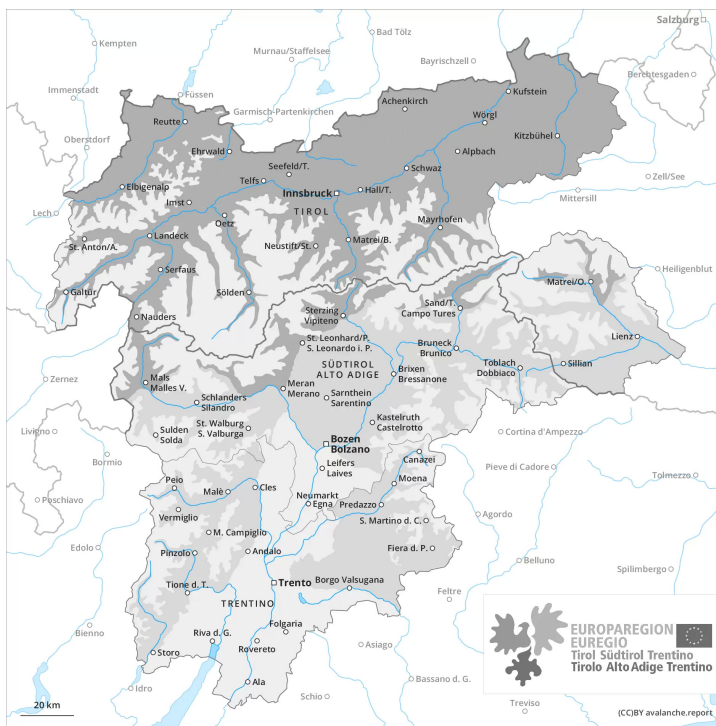 Salzburg
Kempten
Bad Tölz
Murnau/Staffelsee
Bayrischzell
Berchtesgaden
Immenstadt
Füssen
Achenkirch
Kufstein
Garmisch-Partenkirchen
Reutte
Wörgl
Oberstdorf
Kitzbühel
Ehrwald
Alpbach
Seefeld/T.
Schwaz
Telfs
Zell/See
Elbigenalp
Innsbruck
Hall/T.
Mittersill
Imst
TIROL
Lech
Oetz
Mayrhofen
Landeck
St. Anton/A.
Neustift/St.
Matrei/B.
Serfaus
Heiligenblut
Matrei/O.
Galtür
Sölden
Sand/T.
Campo Tures
Nauders
Sterzing
Vipiteno
St. Leonhard/P.
S. Leonardo i. P.
Lienz
Bruneck
Brunico
SÜDTIROL
ALTO ADIGE
Toblach
Dobbiaco
Sillian
Brixen
Bressanone
Zernez
Mals
Malles V.
Meran
Merano
Schlanders
Silandro
Sarnthein
Sarentino
St. Walburg
S. Valburga
Kastelruth
Castelrotto
Livigno
Sulden
Solda
Bozen
Bolzano
Cortina d'Ampezzo
Bormio
Canazei
Leifers
Laives
Pieve di Cadore
Peio
Malè
Cles
Moena
Tolmezzo
Poschiavo
Neumarkt
Egna
Predazzo
Vermiglio
S. Martino d. C.
Agordo
M. Campiglio
Edolo
Pinzolo
Andalo
Fiera d. P.
Belluno
Spilimbergo
Tione d. T.
Trento
Borgo Valsugana
Feltre
TRENTINO
Folgaria
Bienno
Riva d. G.
Rovereto
Asiago
Storo
Idro
Ala
Bassano d. G.
Schio
Treviso
EUROPAREGION
EUREGIO
Tirol Südtirol Trentino
Tirolo Alto Adige Trentino
20 km
(CC)BY avalanche.report